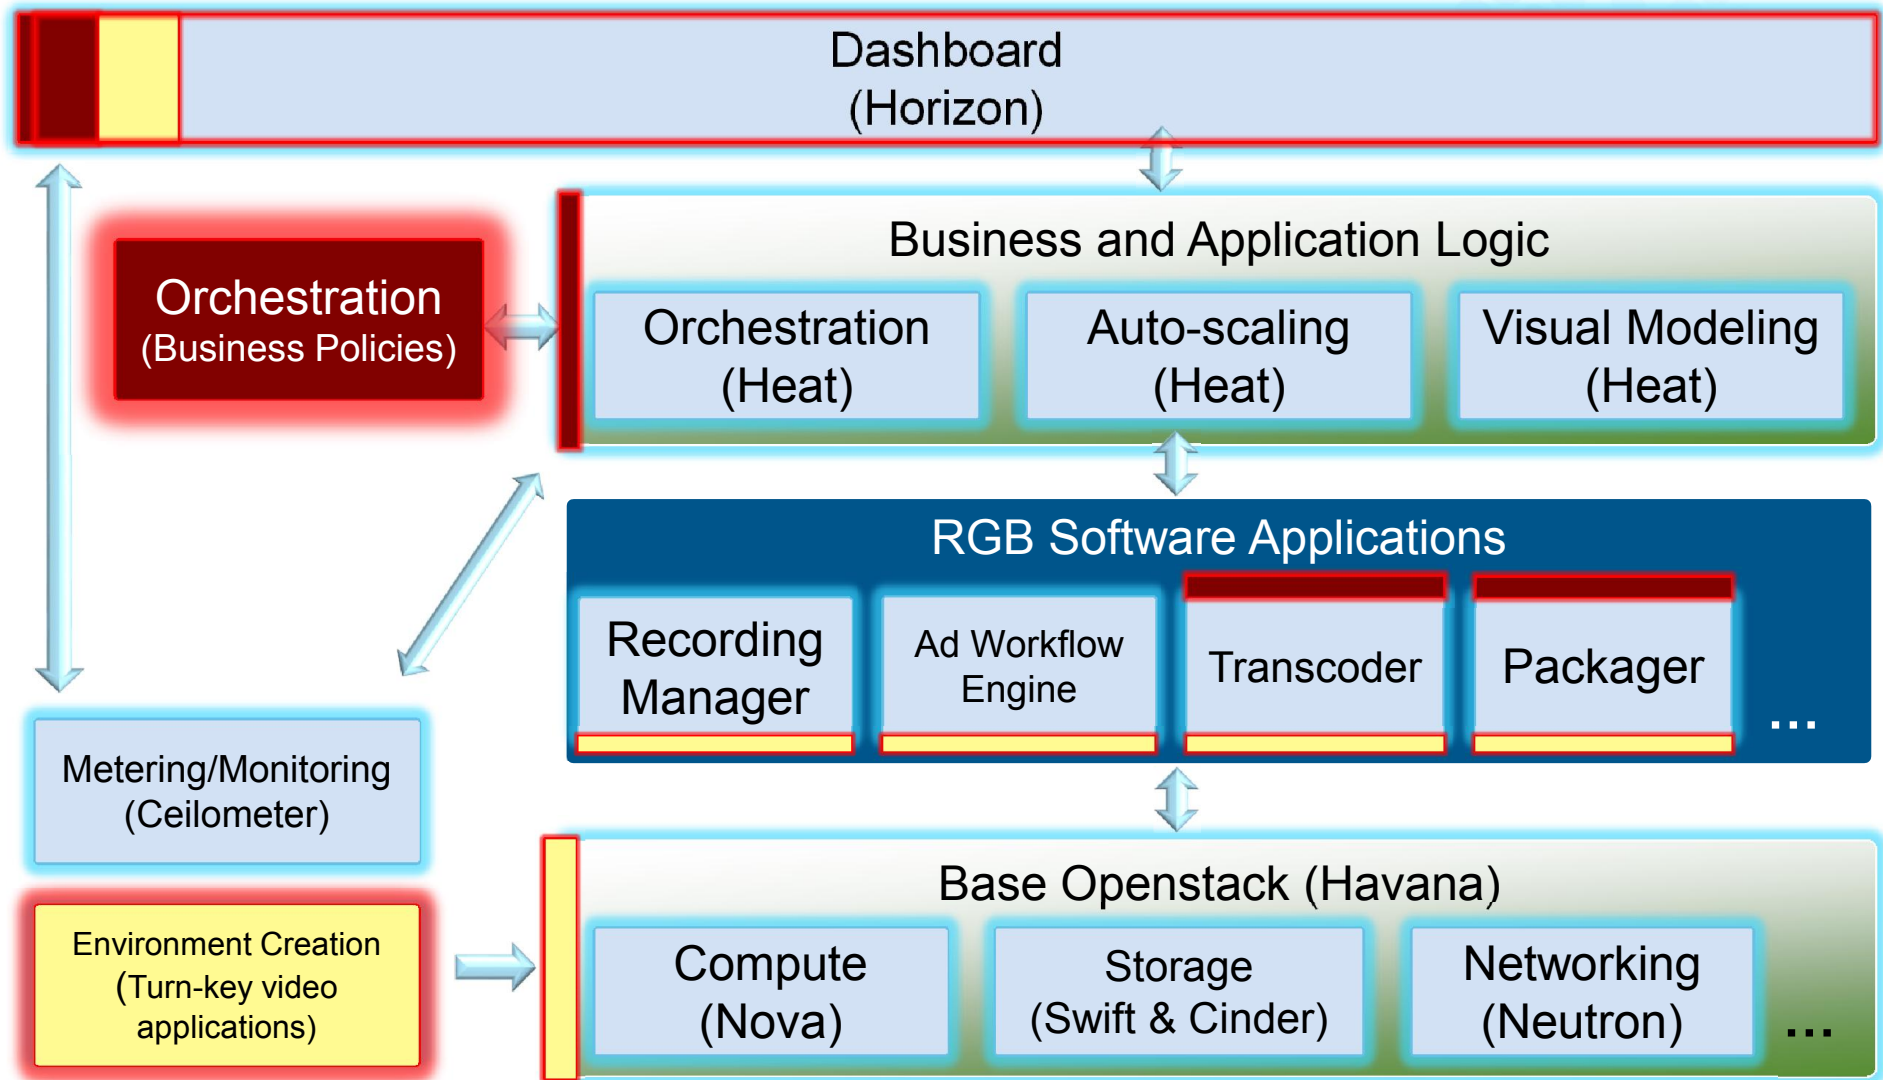 Dashboard
(Horizon)
Business and Application Logic
Orchestration
(Business Policies)
Orchestration
(Heat)
Auto-scaling
(Heat)
Visual Modeling
(Heat)
RGB Software Applications
Recording
Manager
Ad Workflow
Engine
Transcoder
Packager
...
Metering/Monitoring
(Ceilometer)
Base Openstack (Havana)
Environment Creation
(Turn-key video
applications)
Compute
(Nova)
Storage
(Swift & Cinder)
Networking
(Neutron)
...